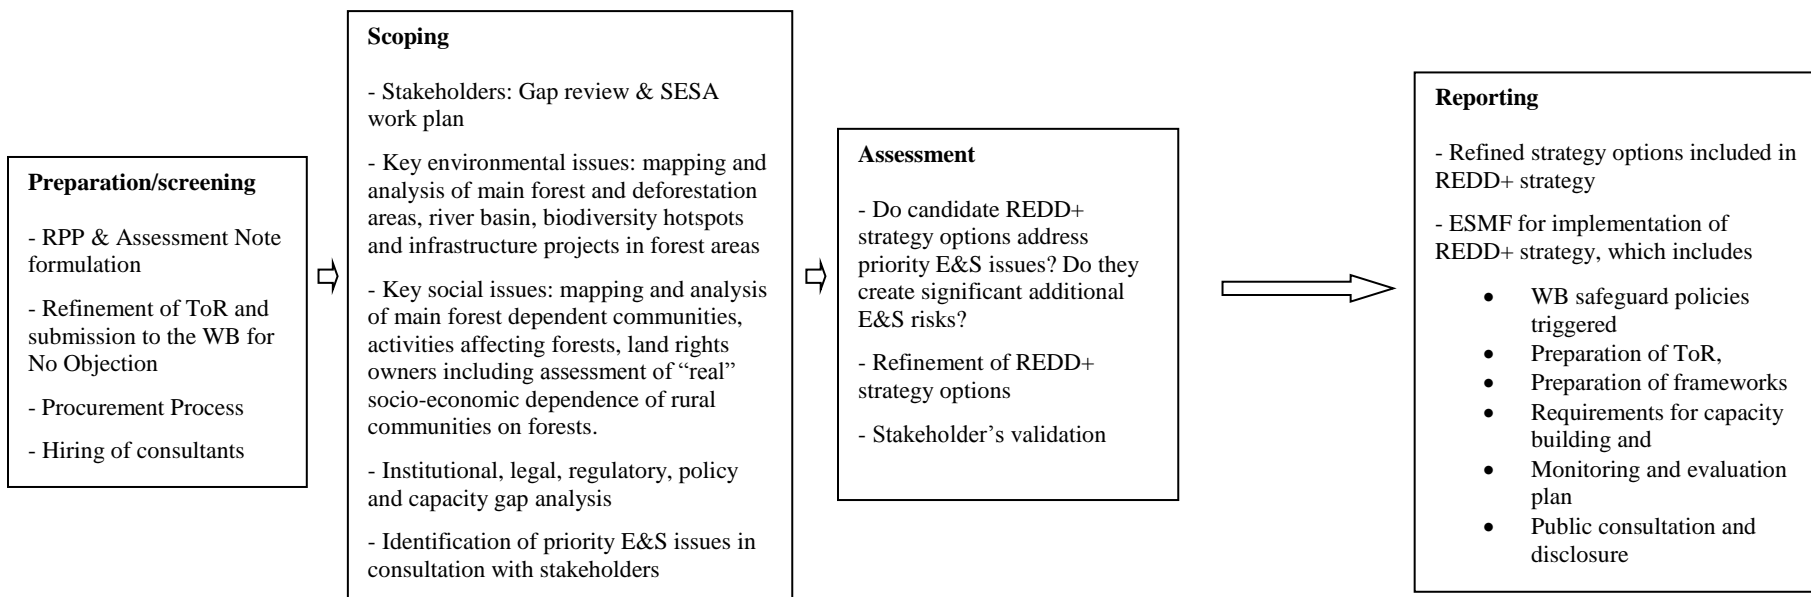 Preparation/screening
- RPP & Assessment Note
formulation
- Refinement of ToR and
submission to the WB for
No Objection
- Procurement Process
- Hiring of consultants
Scoping
- Stakeholders: Gap review & SESA
work plan
- Key environmental issues: mapping and
analysis of main forest and deforestation
areas, river basin, biodiversity hotspots
and infrastructure projects in forest areas
- Key social issues: mapping and analysis
of main forest dependent communities,
activities affecting forests, land rights
owners including assessment of “real”
socio-economic dependence of rural
communities on forests.
- Institutional, legal, regulatory, policy
and capacity gap analysis
- Identification of priority E&S issues in
consultation with stakeholders
Assessment
- Do candidate REDD+
strategy options address
priority E&S issues? Do they
create significant additional
E&S risks?
- Refinement of REDD+
strategy options
- Stakeholder’s validation
Reporting
- Refined strategy options included in
REDD+ strategy
- ESMF for implementation of
REDD+ strategy, which includes
• WB safeguard policies
triggered
• Preparation of ToR,
• Preparation of frameworks
• Requirements for capacity
building and
• Monitoring and evaluation
plan
• Public consultation and
disclosure